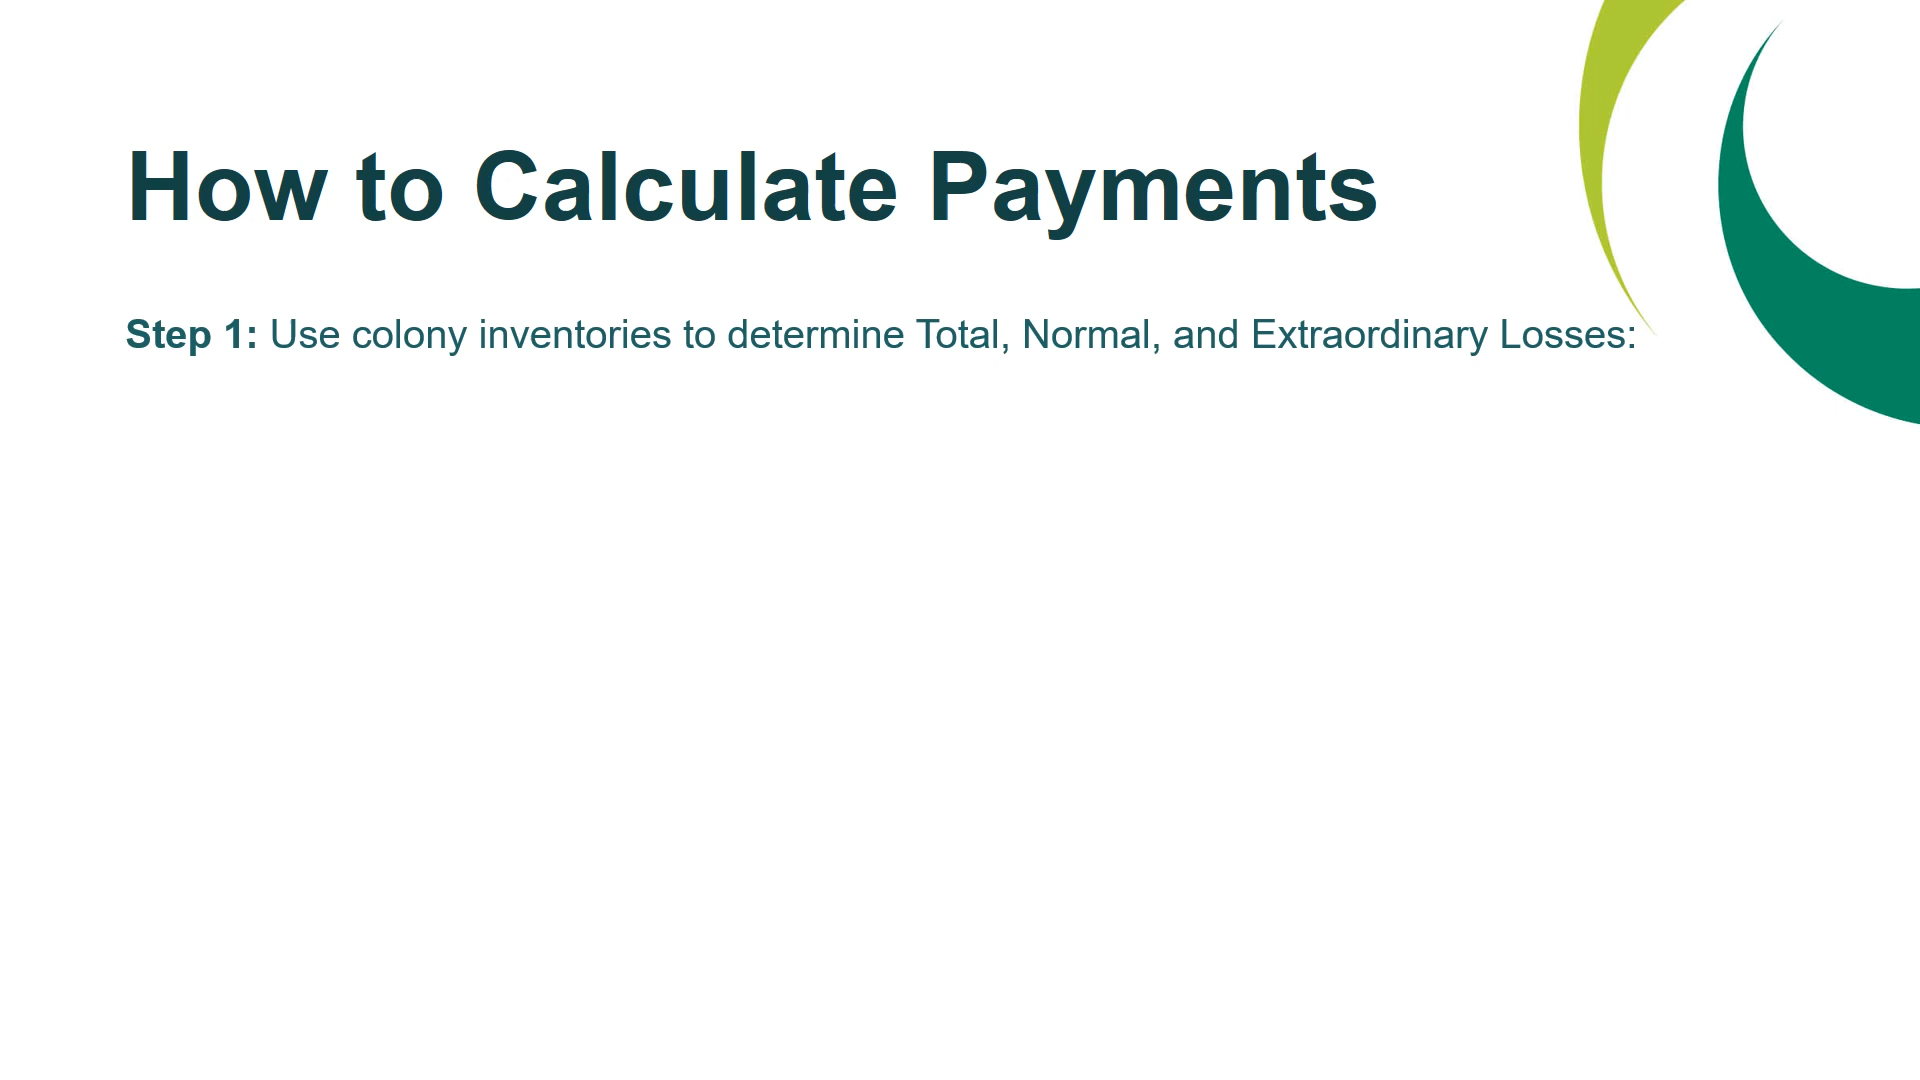 How to Calculate Payments
Step 1: Use colony inventories to determine Total, Normal, and Extraordinary Losses: